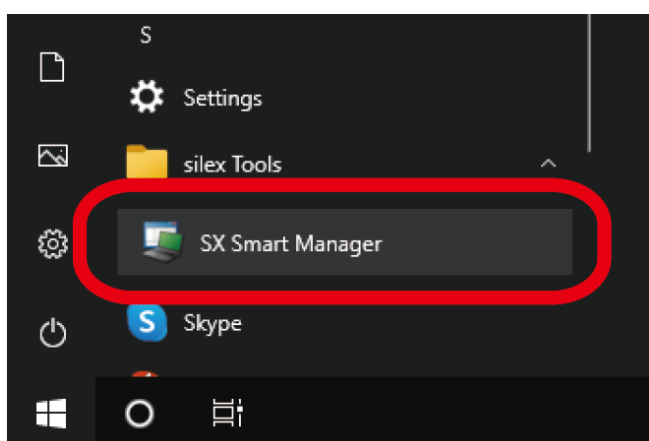 S
Settings
silex Tools
SX Smart Manager
S
Skype